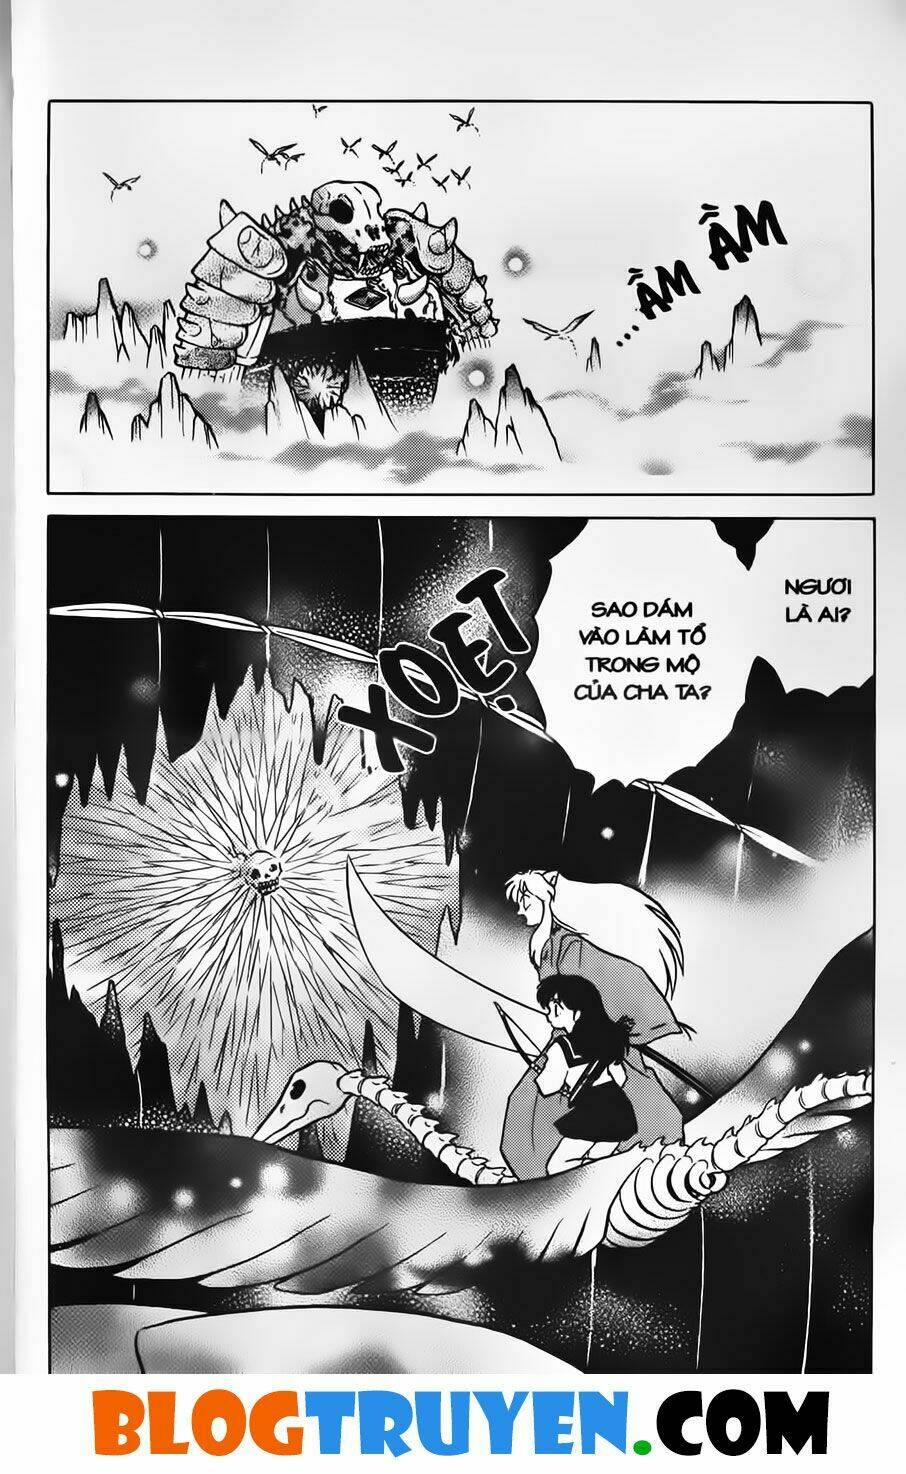 ...ẦM ẦM
NGƯƠI
LÀ AI?
SAO DÁM
VÀO LÀM TỔ
TRONG MỘ
CỦA CHA TA?
XOẸT
BLOGTRUYEN.COM